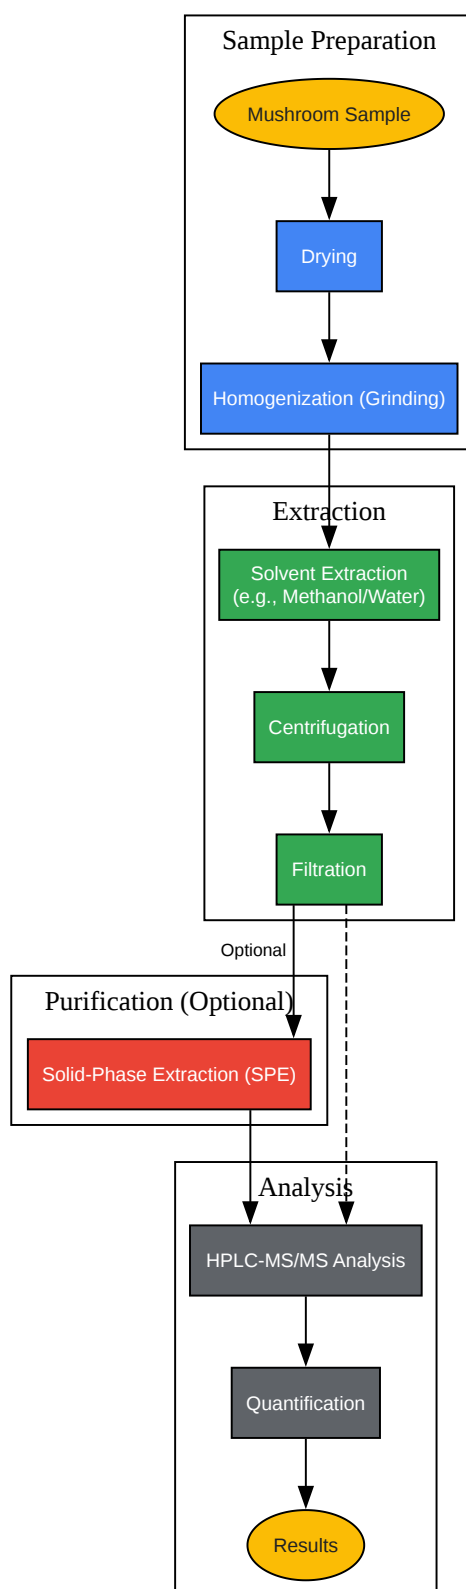 Sample Preparation
Mushroom Sample
Drying
Homogenization (Grinding)
Extraction
Solvent Extraction
(e.g., Methanol/Water)
Centrifugation
Filtration
Optional
Purification (Optional)
Solid-Phase Extraction (SPE)
Analysis
HPLC-MS/MS Analysis
Quantification
Results